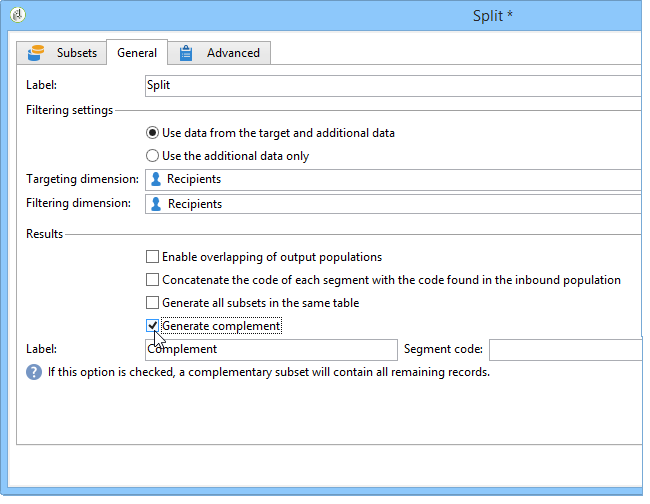 Split *
Subsets General Advanced
Label: Split
Filtering settings
Use data from the target and additional data
Use the additional data only
Targeting dimension: Recipients
Filtering dimension: Recipients
Results
Enable overlapping of output populations
Concatenate the code of each segment with the code found in the inbound population
Generate all subsets in the same table
Generate complement
Label: Complement Segment code:
? If this option is checked, a complementary subset will contain all remaining records.